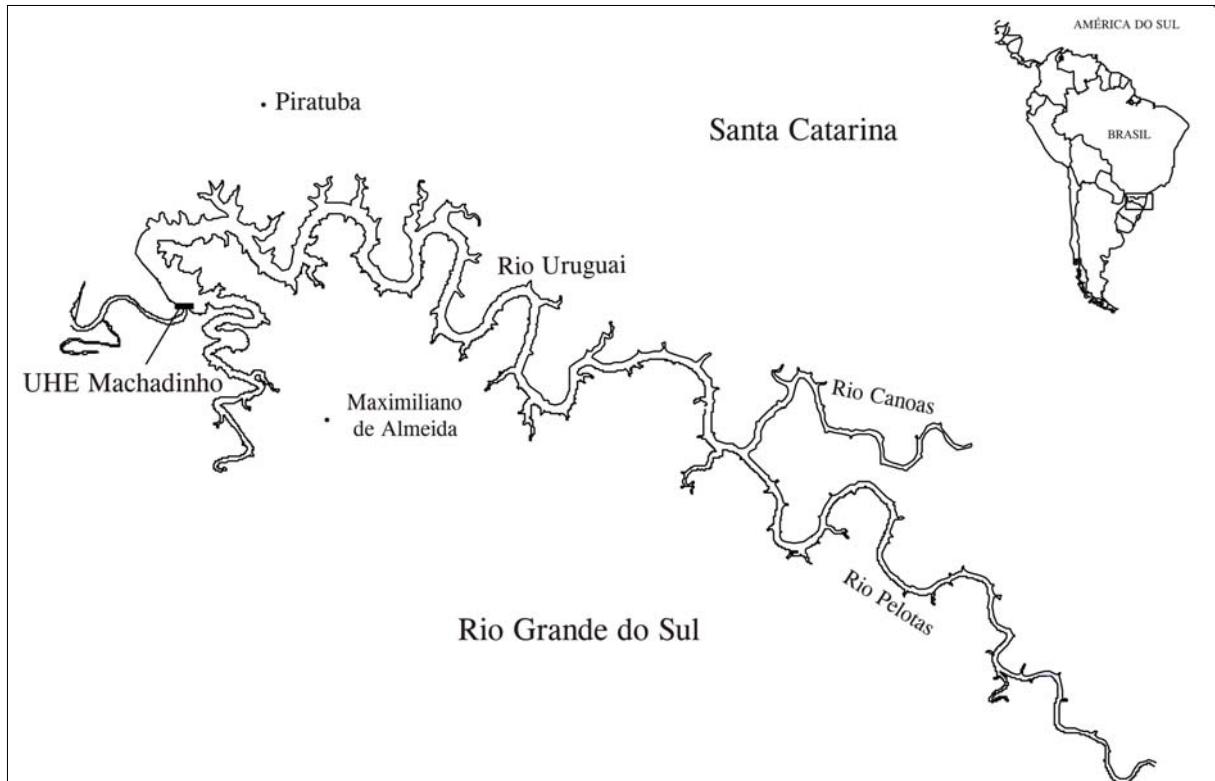 AMÉRICA DO SUL
Piratuba
Santa Catarina
BRASIL
Rio Uruguai
UHE Machadinho
Maximiliano
de Almeida
Rio Canoas
Rio Pelotas
Rio Grande do Sul